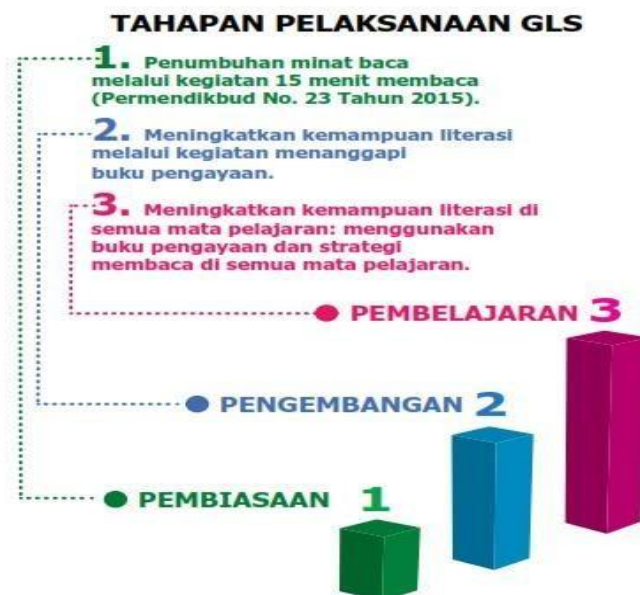 TAHAPAN PELAKSANAAN GLS
1. Penumbuhan minat baca
melalui kegiatan 15 menit membaca
(Permendikbud No. 23 Tahun 2015).
2. Meningkatkan kemampuan literasi
melalui kegiatan menanggapi
buku pengayaan.
3. Meningkatkan kemampuan literasi di
semua mata pelajaran: menggunakan
buku pengayaan dan strategi
membaca di semua mata pelajaran.
PEMBELAJARAN 3
PENGEMBANGAN 2
PEMBIASAAN 1